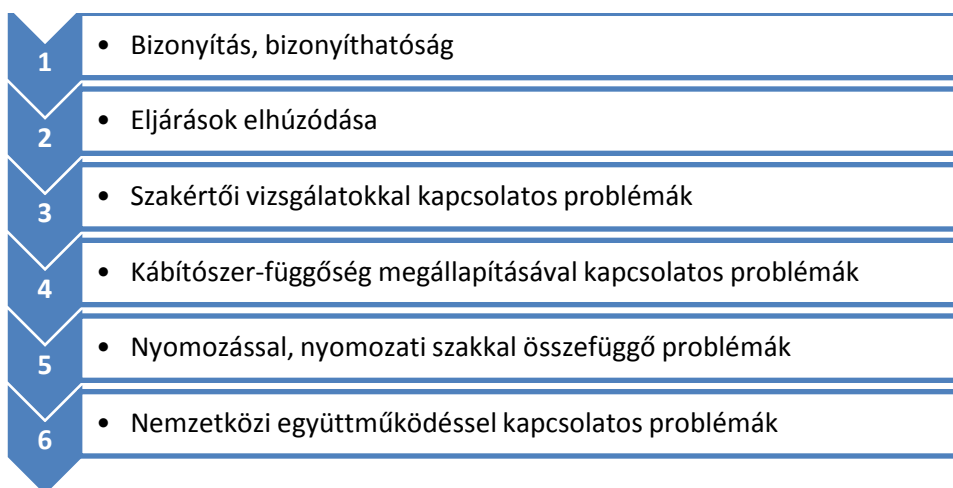 1 • Bizonyítás, bizonyíthatóság
2 • Eljárások elhúzódása
3 • Szakértői vizsgálatokkal kapcsolatos problémák
4 • Kábítószer-függőség megállapításával kapcsolatos problémák
5 • Nyomozással, nyomozati szakkal összefüggő problémák
6 • Nemzetközi együttműködéssel kapcsolatos problémák